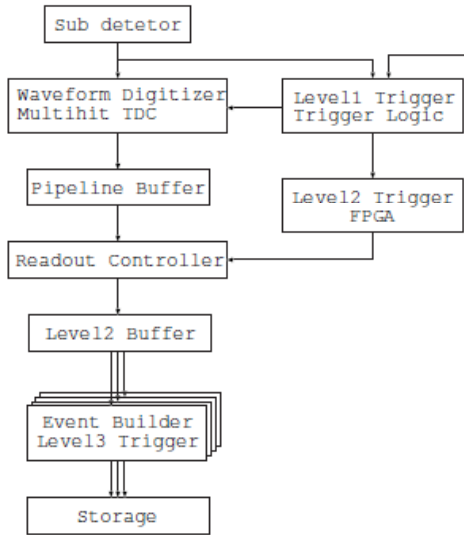 Sub detetor
Waveform Digitizer
Multihit TDC
Level1 Trigger
Trigger Logic
Pipeline Buffer
Level2 Trigger
FPGA
Readout Controller
Level2 Buffer
Event Builder
Level3 Trigger
Storage